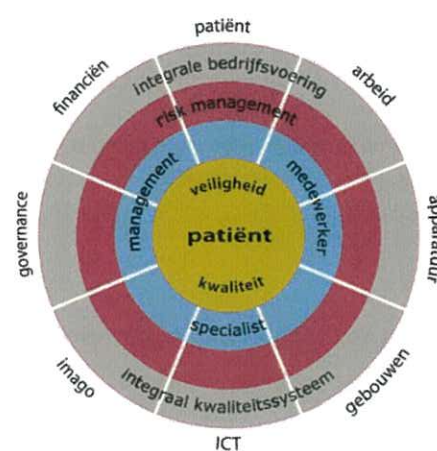 patiënt
financiën
arbeid
integrale bedrijfsvoering
risk management
management
medewerker
veiligheid
patiënt
kwaliteit
governance
apparatuur
specialist
integraal kwaliteitssysteem
imago
gebouwen
ICT